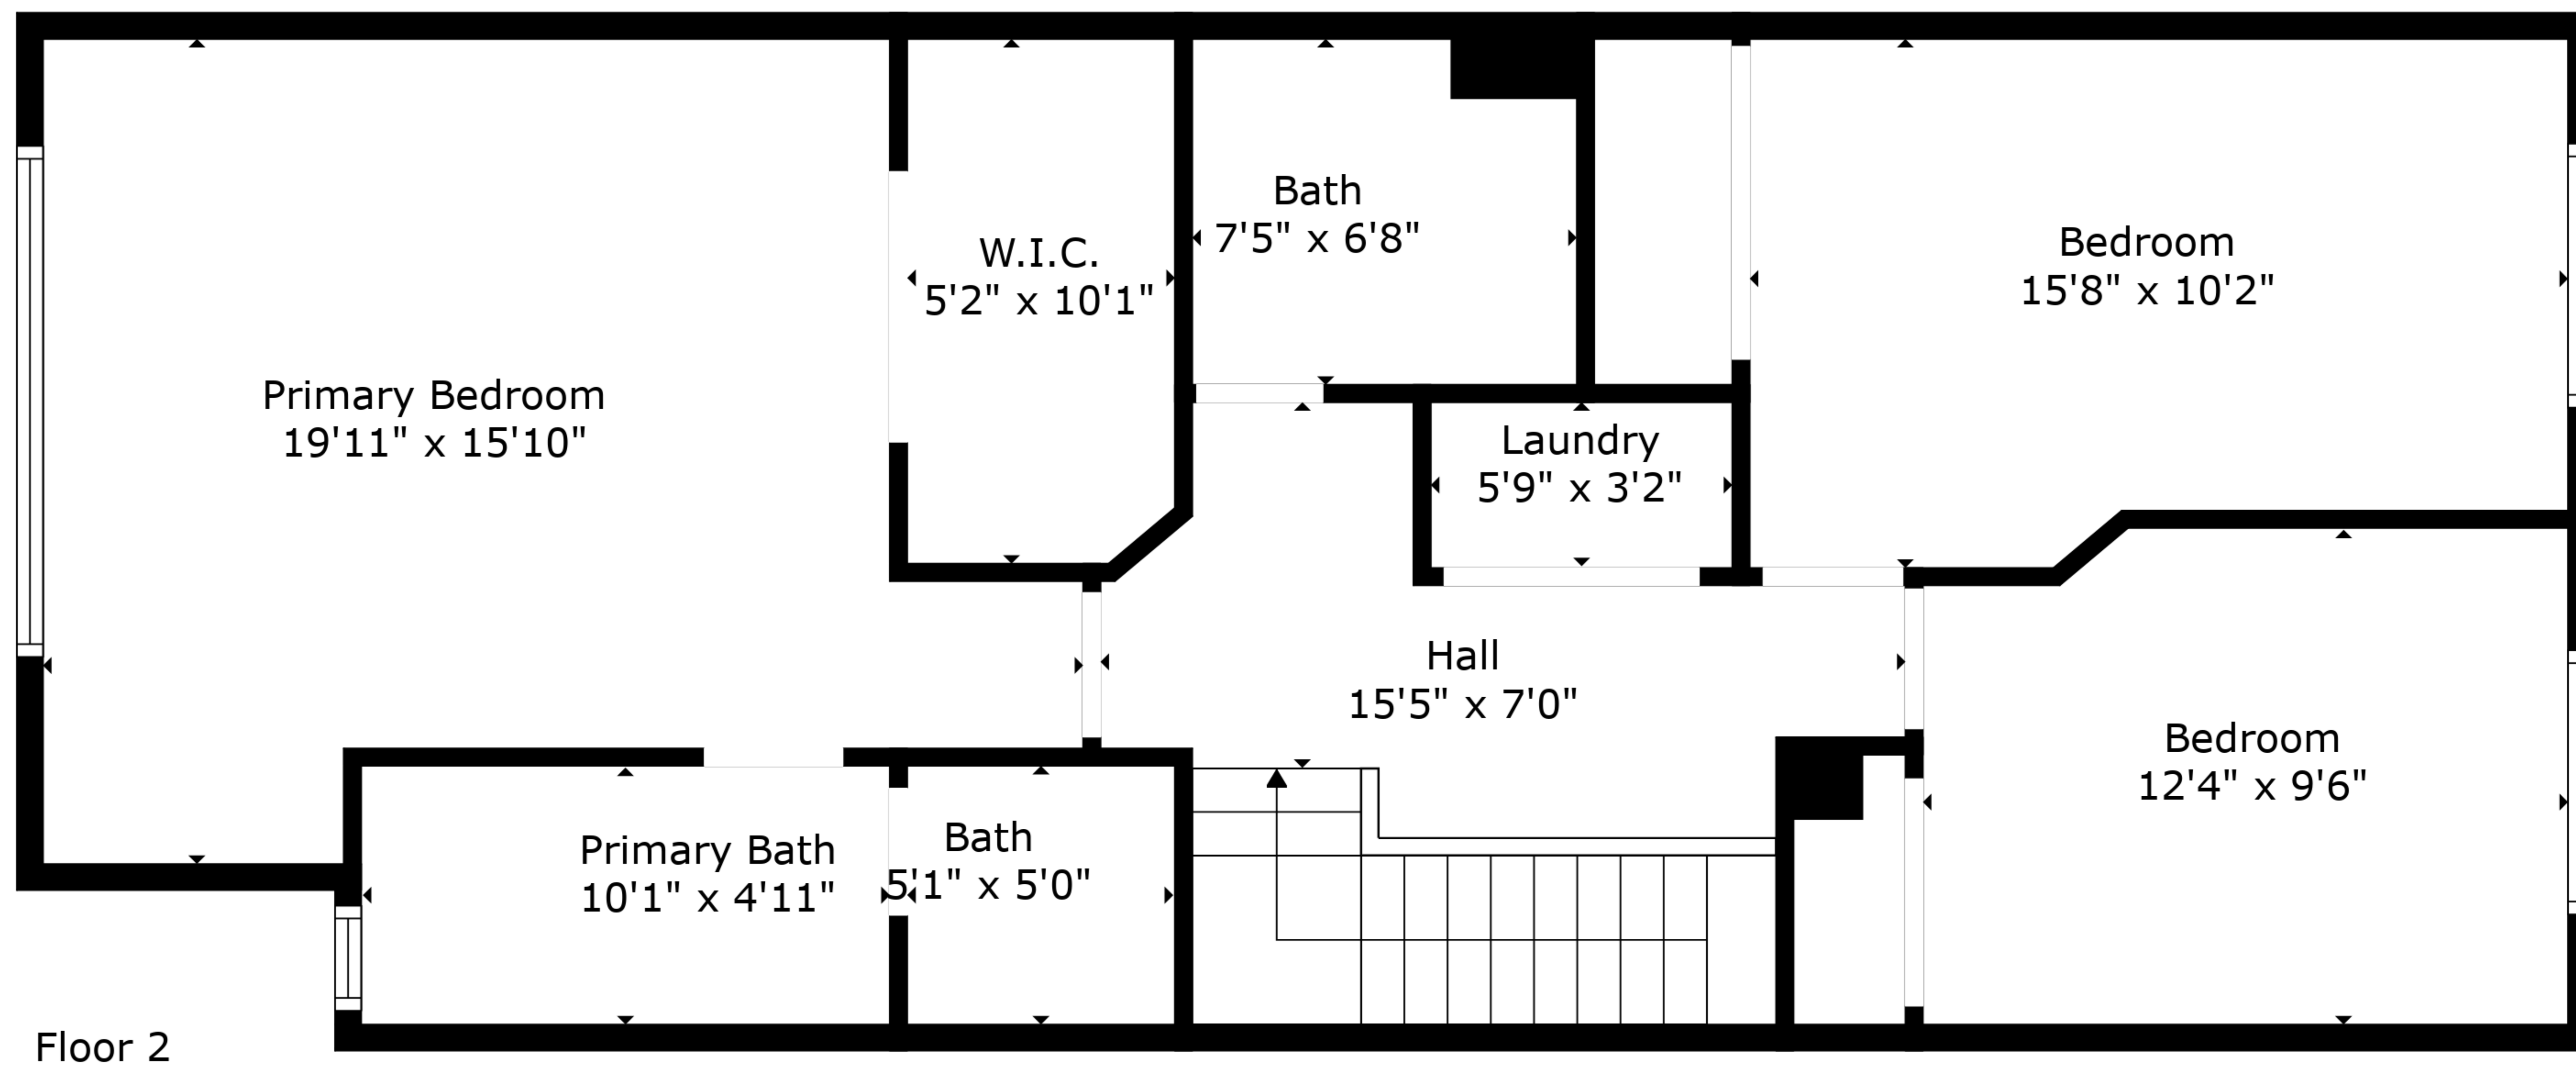 Primary Bedroom
19'11" x 15'10"
W.I.C.
5'2" x 10'1"
Bath
7'5" x 6'8"
Bedroom
15'8" x 10'2"
Laundry
5'9" x 3'2"
Hall
15'5" x 7'0"
Bedroom
12'4" x 9'6"
Primary Bath
10'1" x 4'11"
Bath
5'1" x 5'0"
Floor 2